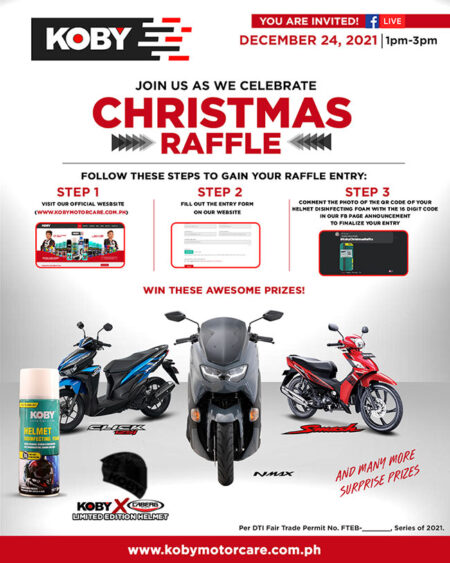 KOBY
YOU ARE INVITED! f LIVE
DECEMBER 24, 2021 | 1pm-3pm
JOIN US AS WE CELEBRATE
CHRISTMAS
RAFFLE
FOLLOW THESE STEPS TO GAIN YOUR RAFFLE ENTRY:
STEP 1
VISIT OUR OFFICIAL WESBSITE
(WWW.KOBYMOTORCARE.COM.PH)
STEP 2
FILL OUT THE ENTRY FORM
ON OUR WEBSITE
STEP 3
COMMENT THE PHOTO OF THE QR CODE OF YOUR
HELMET DISINFECTING FOAM WITH THE 16 DIGIT CODE
IN OUR FB PAGE ANNOUNCEMENT
TO FINALIZE YOUR ENTRY
WIN THESE AWESOME PRIZES!
KOBY
HELMET
DISINFECTING FOAM
CLICK
NMAX
Smash
KOBY X CABERG
LIMITED EDITION HELMET
AND MANY MORE
SURPRISE PRIZES
Per DTI Fair Trade Permit No. FTEB-______, Series of 2021.
www.kobymotorcare.com.ph